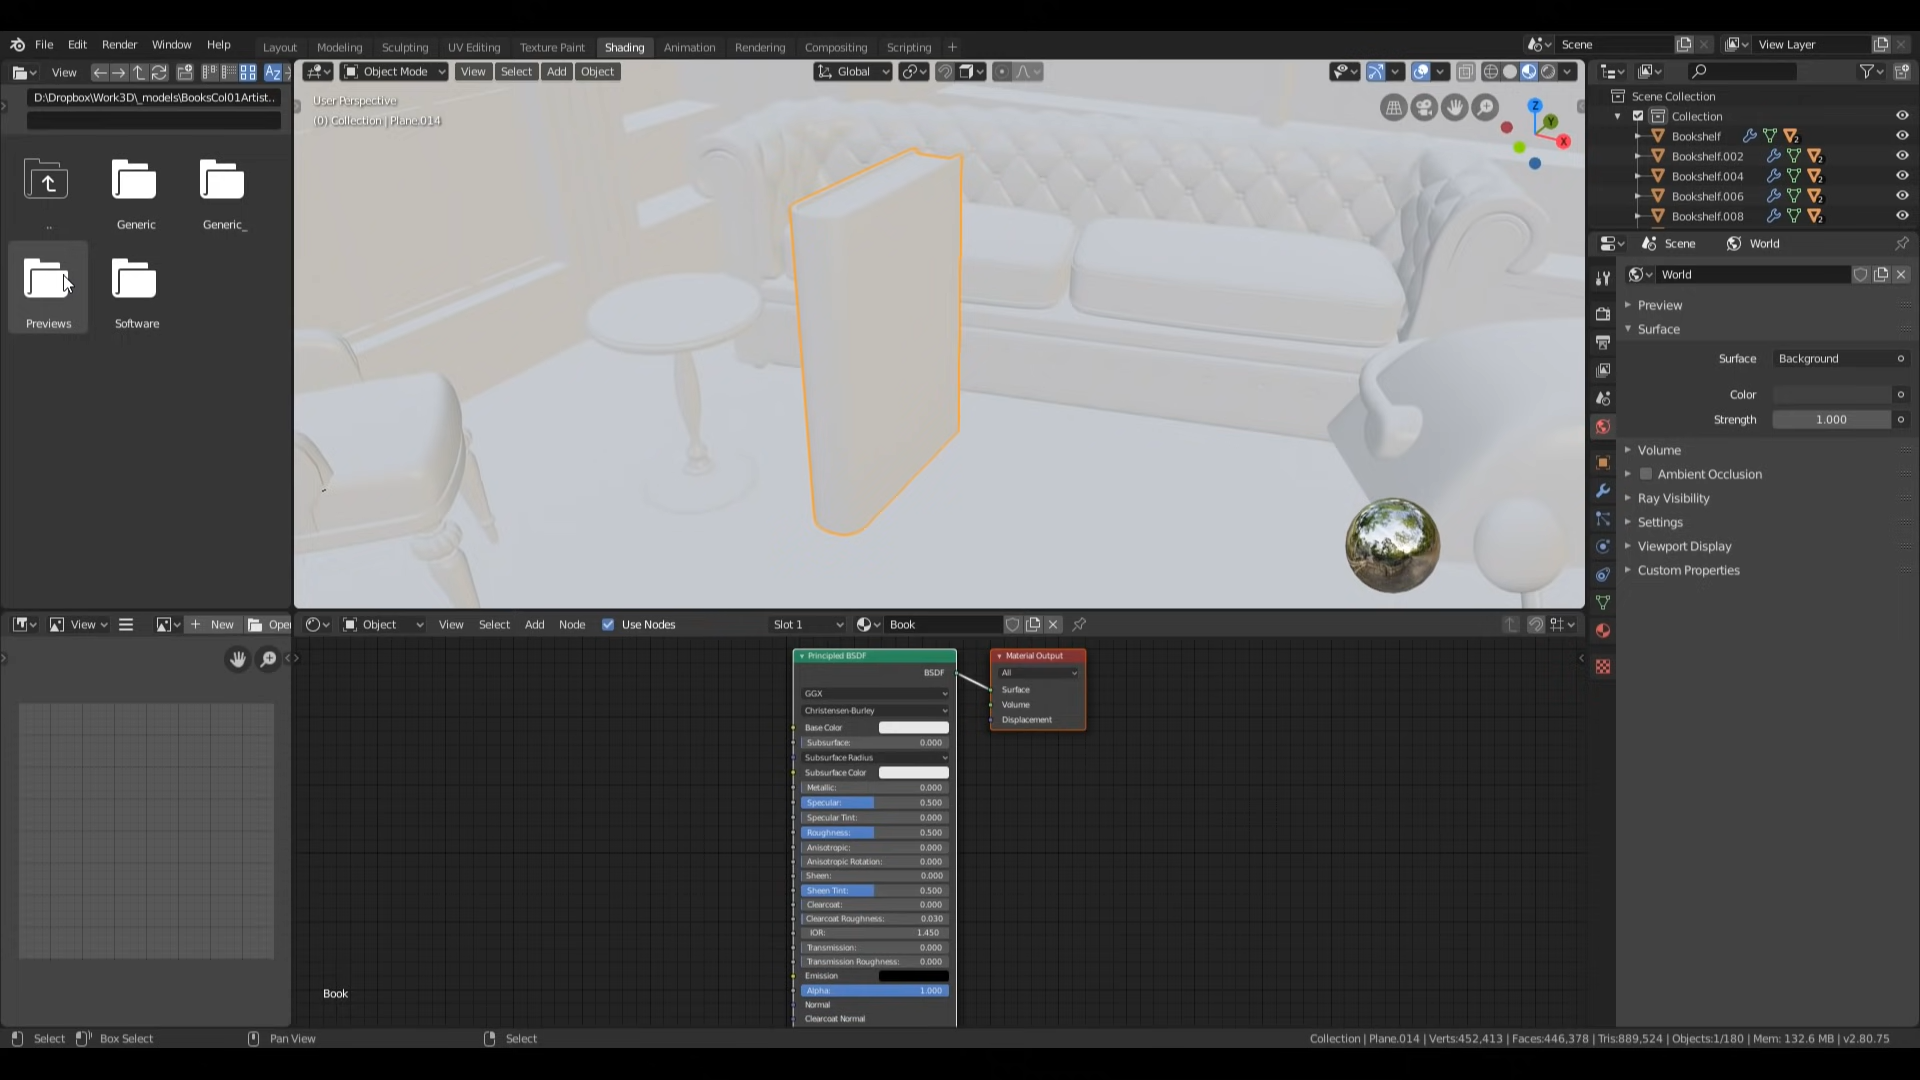 File Edit Render Window Help
Layout Modeling Sculpting UV Editing Texture Paint Shading Animation Rendering Compositing Scripting +
Scene
View Layer
View
D:\Dropbox\Work3D\_models\BooksCol01Artist..
..
Generic
Generic_
Previews
Software
Object Mode View Select Add Object
Global
User Perspective
(0) Collection | Plane.014
Z
Y
X
Scene Collection
Collection
Bookshelf
Bookshelf.002
Bookshelf.004
Bookshelf.006
Bookshelf.008
Scene World
World
Preview
Surface
Surface Background
Color
Strength 1.000
Volume
Ambient Occlusion
Ray Visibility
Settings
Viewport Display
Custom Properties
View
New
Open
Object View Select Add Node Use Nodes Slot 1 Book
Principled BSDF
BSDF
GGX
Christensen-Burley
Base Color
Subsurface: 0.000
Subsurface Radius
Subsurface Color
Metallic: 0.000
Specular: 0.500
Specular Tint: 0.000
Roughness: 0.500
Anisotropic: 0.000
Anisotropic Rotation: 0.000
Sheen: 0.000
Sheen Tint: 0.500
Clearcoat: 0.000
Clearcoat Roughness: 0.030
IOR: 1.450
Transmission: 0.000
Transmission Roughness: 0.000
Emission
Alpha: 1.000
Normal
Clearcoat Normal
Material Output
All
Surface
Volume
Displacement
Book
Select Box Select Pan View Select
Collection | Plane.014 | Verts:452,413 | Faces:446,378 | Tris:889,524 | Objects:1/180 | Mem: 132.6 MB | v2.80.75